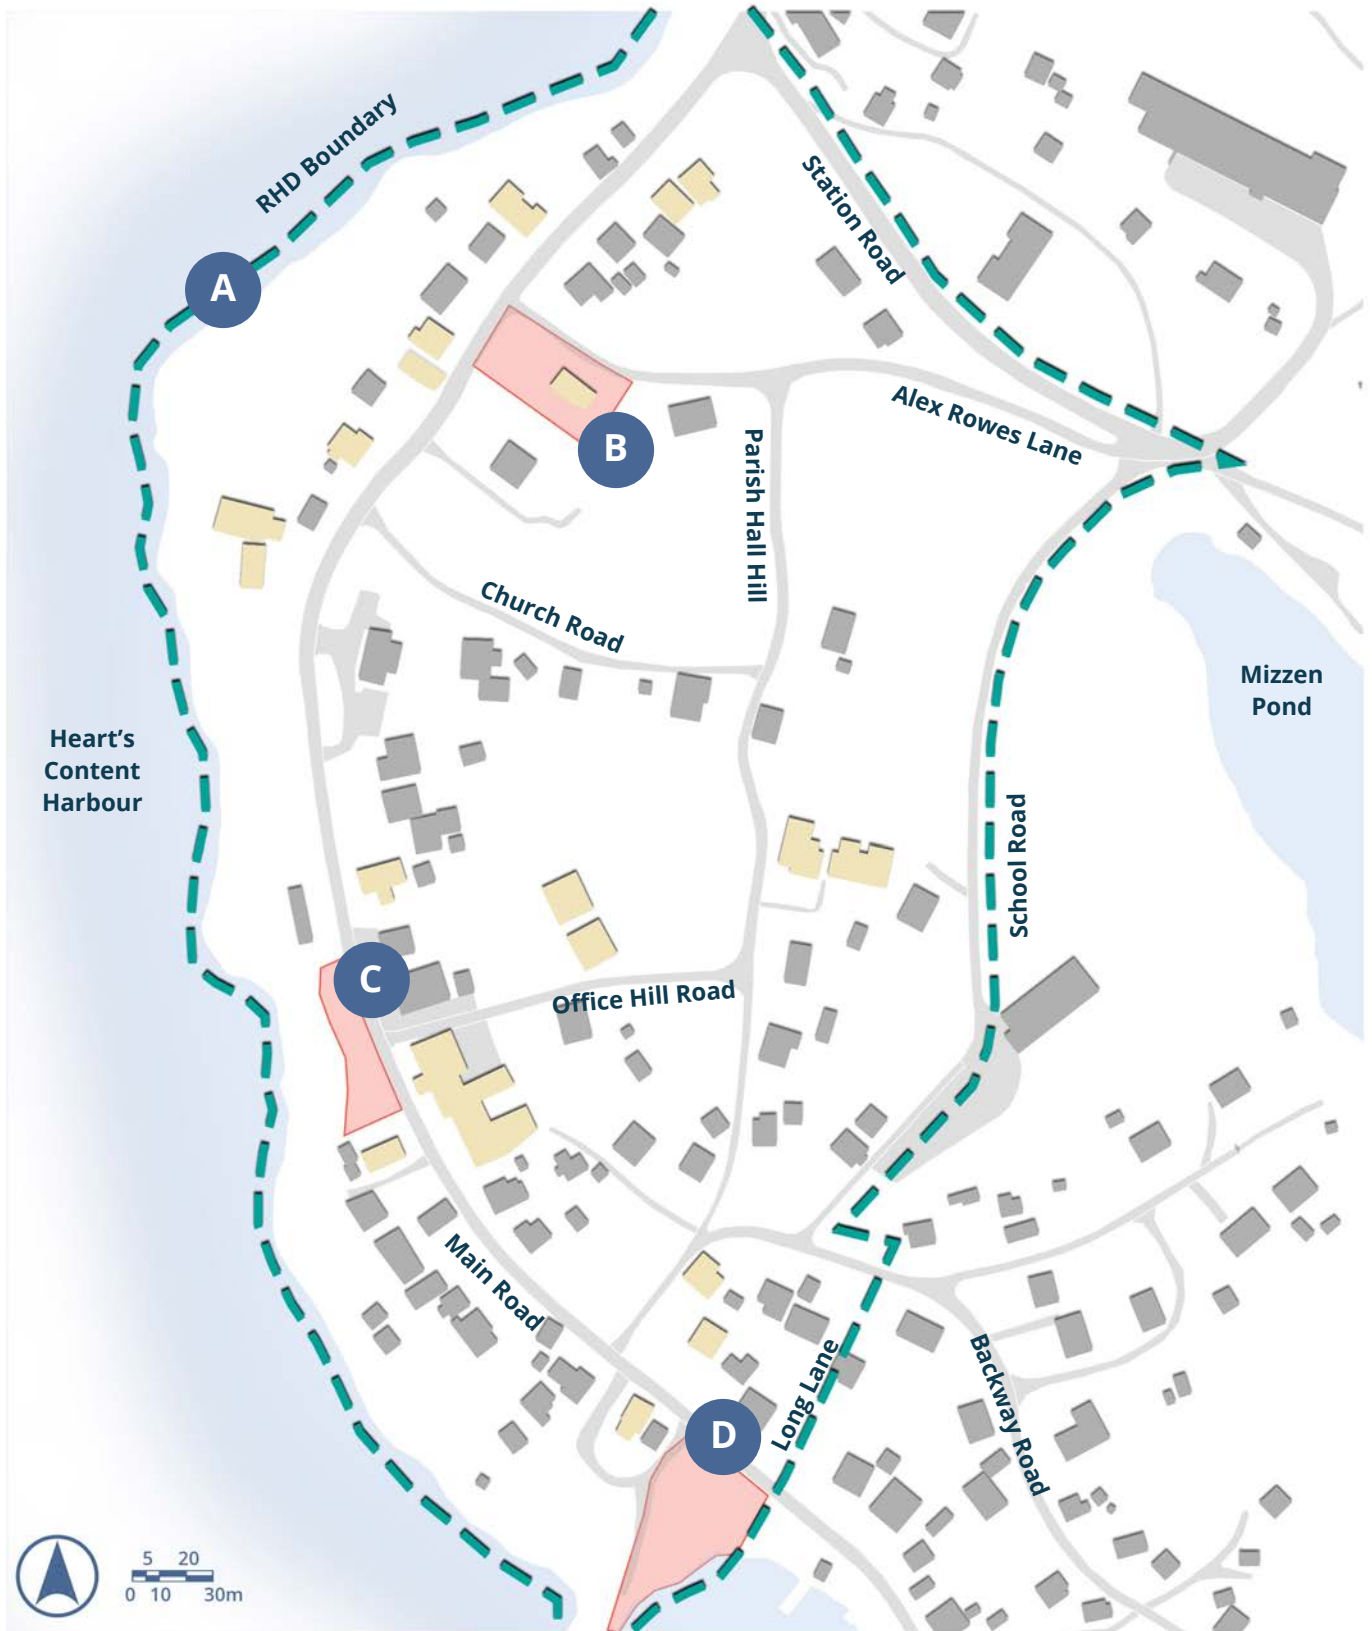 RHD Boundary
A
Station Road
Alex Rowes Lane
B
Parish Hall Hill
Church Road
Mizzen
Pond
Heart’s
Content
Harbour
School Road
C
Office Hill Road
Main Road
Long Lane
Backway Road
D
5 20
0 10 30m